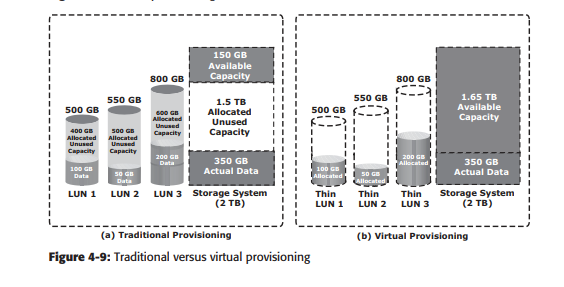 150 GB
Available
Capacity
800 GB
550 GB
500 GB
600 GB
Allocated
Unused
Capacity
1.5 TB
Allocated
Unused
Capacity
400 GB
Allocated
Unused
Capacity
500 GB
Allocated
Unused
Capacity
200 GB
Data
350 GB
Actual Data
100 GB
Data
50 GB
Data
LUN 1
LUN 2
LUN 3
Storage System
(2 TB)
(a) Traditional Provisioning
800 GB
550 GB
500 GB
1.65 TB
Available
Capacity
200 GB
Allocated
350 GB
Actual Data
100 GB
Allocated
50 GB
Allocated
Thin
LUN 1
Thin
LUN 2
Thin
LUN 3
Storage System
(2 TB)
(b) Virtual Provisioning
Figure 4-9: Traditional versus virtual provisioning